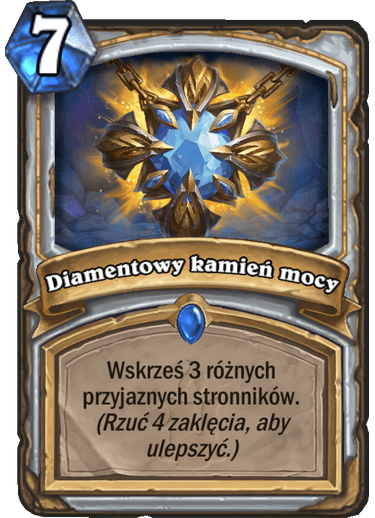 7
Diamentowy kamień mocy
Wskrześ 3 różnych
przyjaznych stronników.
(Rzuć 4 zaklęcia, aby
ulepszyć.)